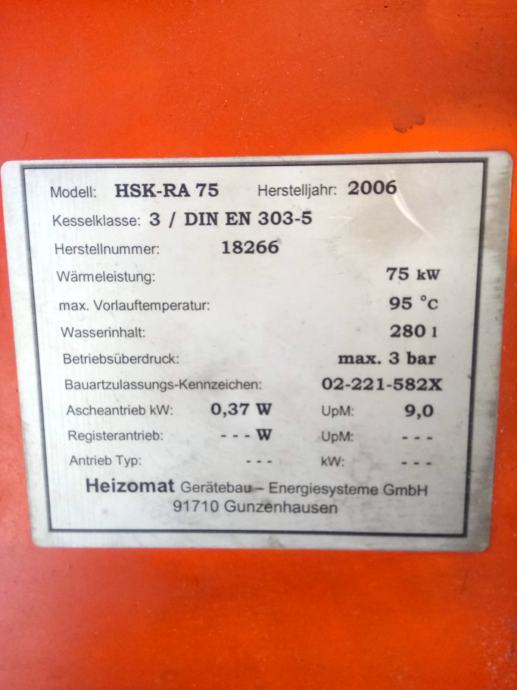 Modell: HSK-RA 75 Herstelljahr: 2006
Kesselklasse: 3 / DIN EN 303-5
Herstellnummer: 18266
Wärmeleistung: 75 kW
max. Vorlauftemperatur: 95 °C
Wasserinhalt: 280 l
Betriebsüberdruck: max. 3 bar
Bauartzulassungs-Kennzeichen: 02-221-582X
Ascheantrieb kW: 0,37 W UpM: 9,0
Registerantrieb: - - - W UpM: - - -
Antrieb Typ: - - - kW: - - -
Heizomat Gerätebau – Energiesysteme GmbH
91710 Gunzenhausen